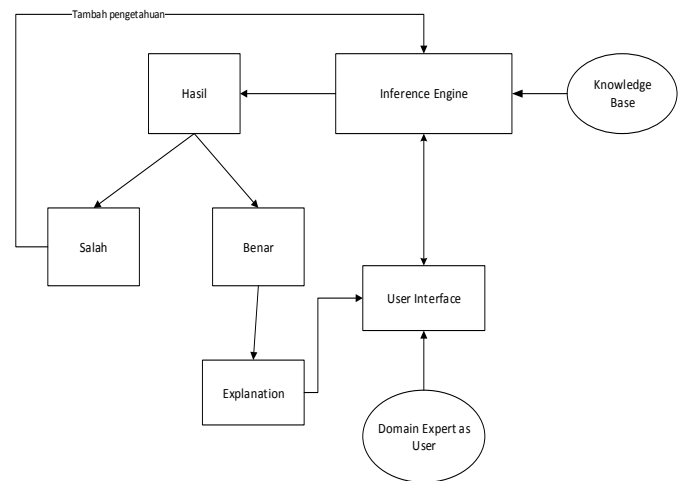 Tambah pengetahuan
Hasil
Inference Engine
Knowledge
Base
Salah
Benar
User Interface
Explanation
Domain Expert as
User